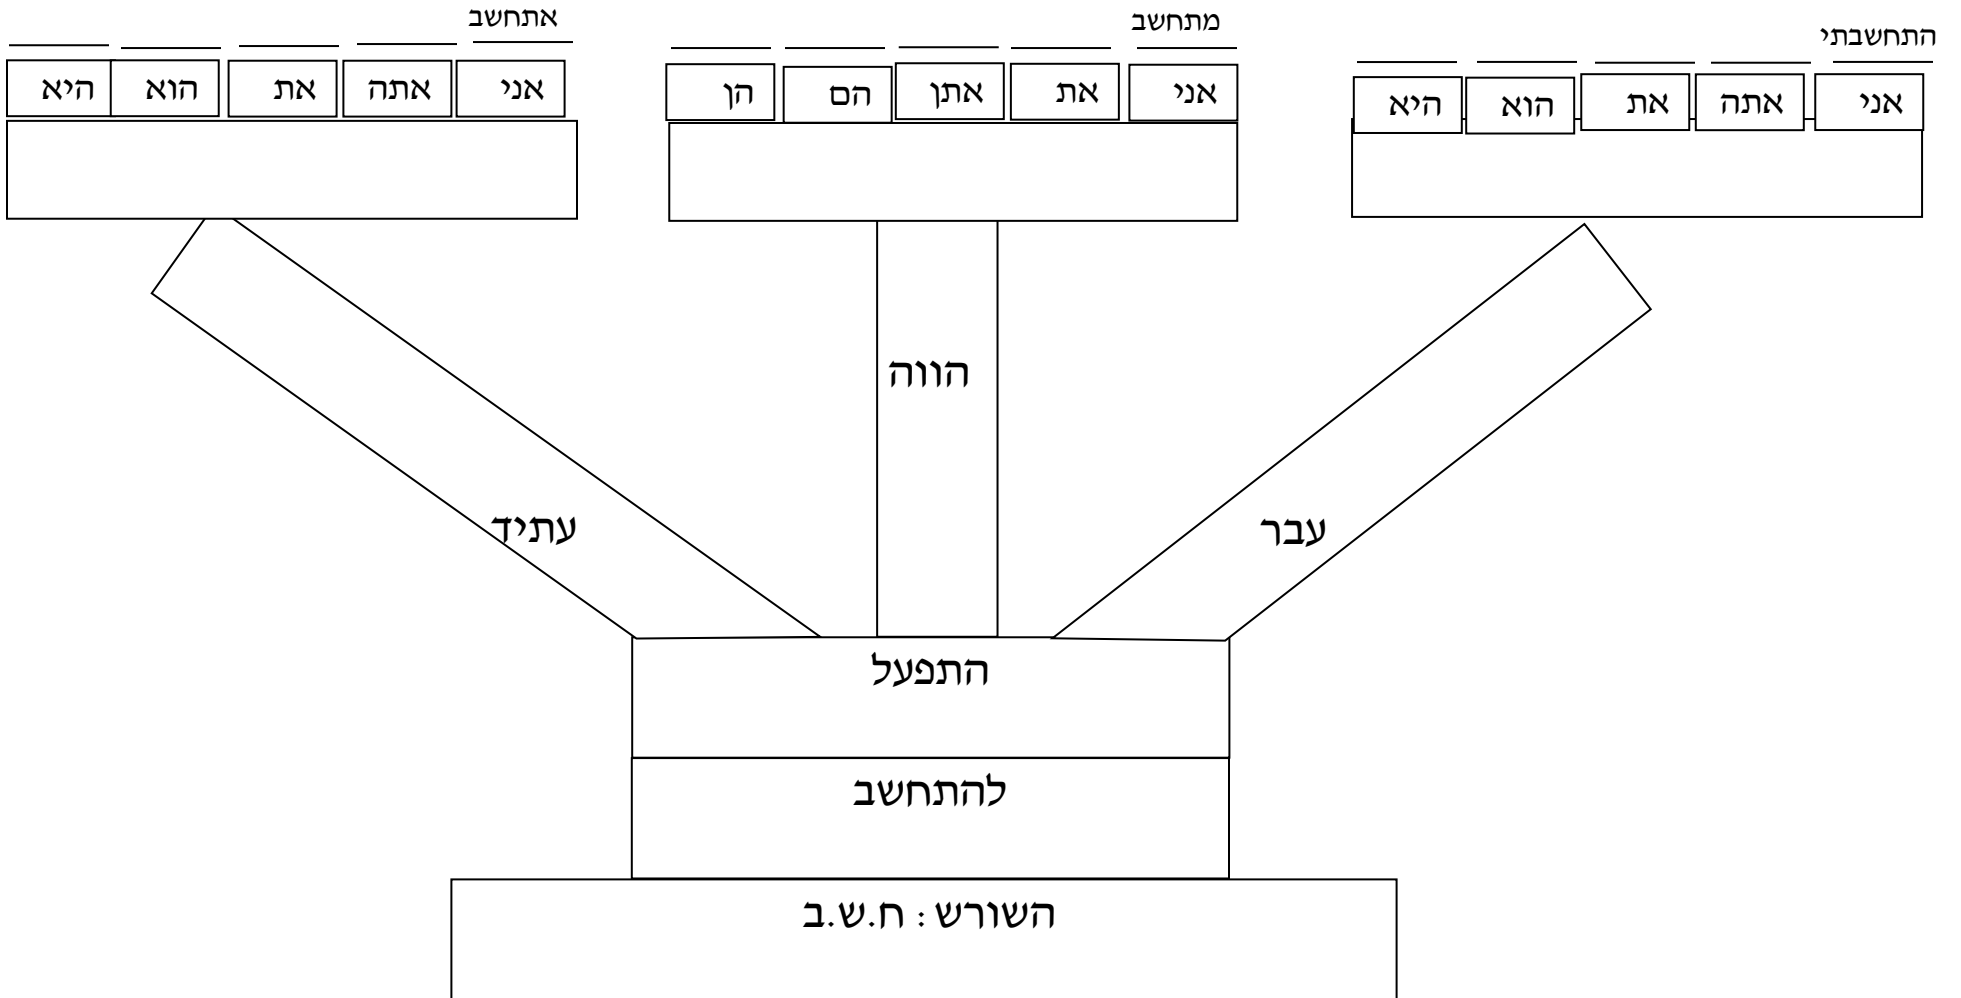 התחשבתי
אני אתה את הוא היא
מתחשב
אני את אתן הם הן
אתחשב
אני אתה את הוא היא
עבר
הווה
עתיד
התפעל
להתחשב
השורש : ח.ש.ב